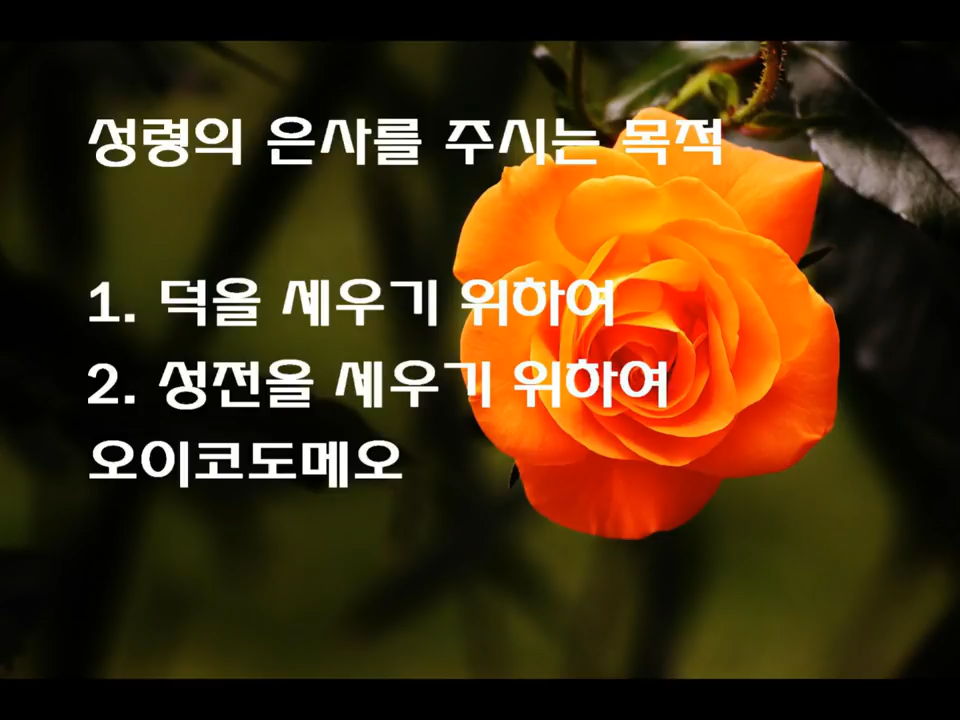 성령의 은사를 주시는 목적
1. 덕을 세우기 위하여
2. 성전을 세우기 위하여
오이코도메오